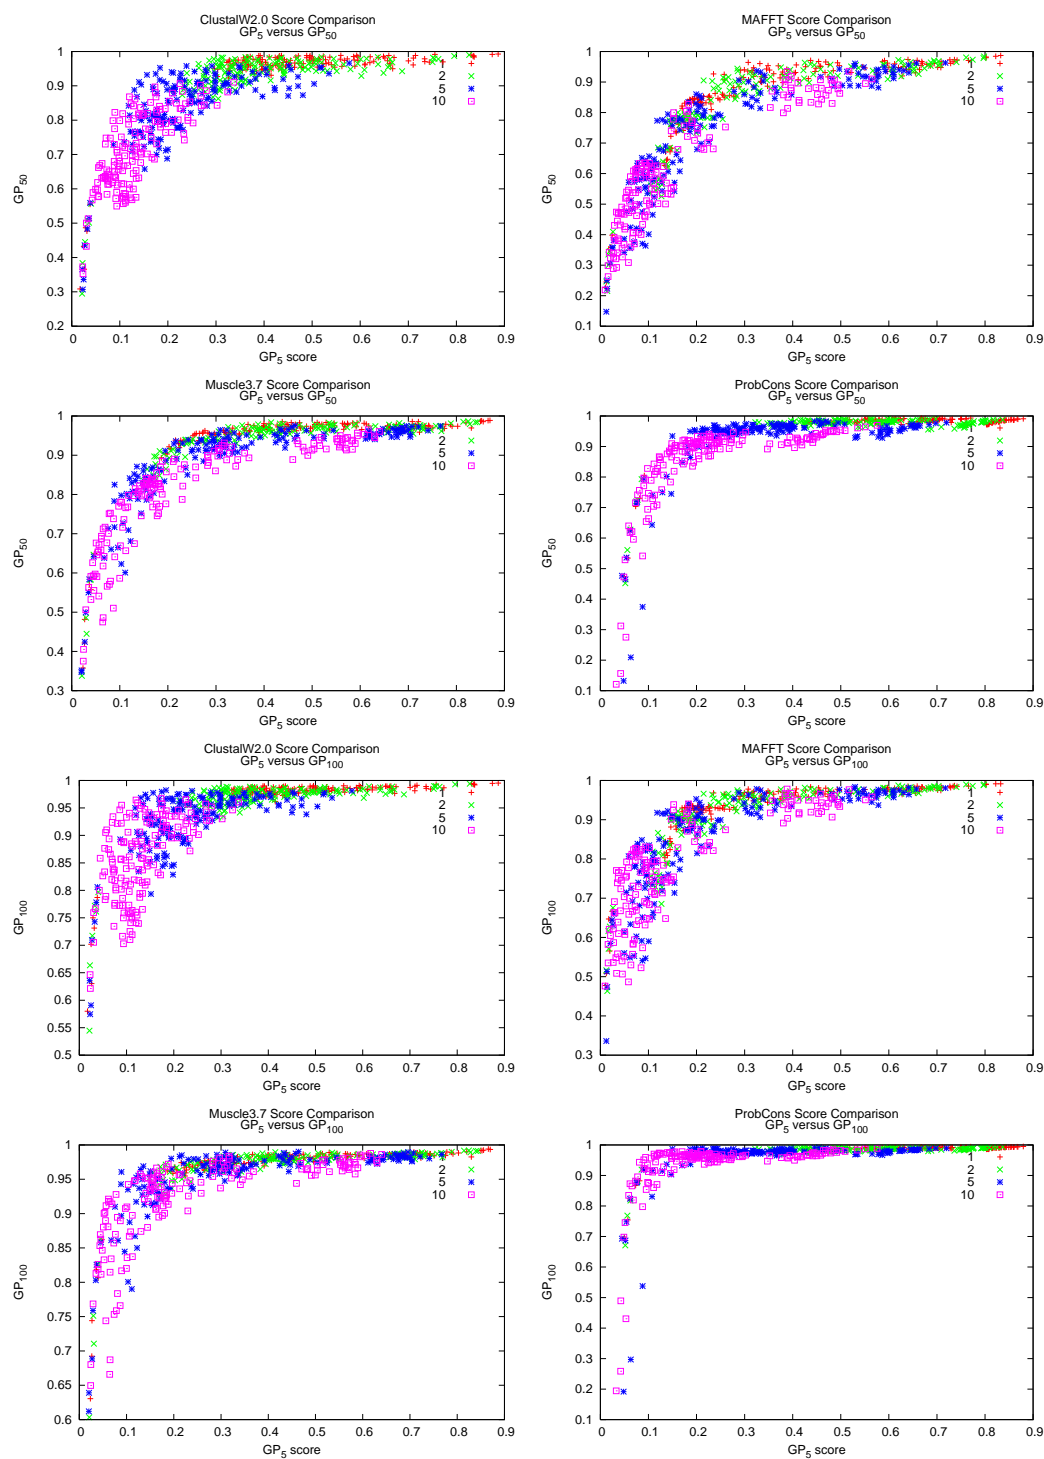 ClustalW2.0 Score Comparison
GP5 versus GP50
1
0.9
0.8
0.7
0.6
0.5
0.4
0.3
0.2
0 0.1 0.2 0.3 0.4 0.5 0.6 0.7 0.8 0.9
GP50
GP5 score
1
2
5
10
MAFFT Score Comparison
GP5 versus GP50
1
0.9
0.8
0.7
0.6
0.5
0.4
0.3
0.2
0.1
0 0.1 0.2 0.3 0.4 0.5 0.6 0.7 0.8 0.9
GP50
GP5 score
1
2
5
10
Muscle3.7 Score Comparison
GP5 versus GP50
1
0.9
0.8
0.7
0.6
0.5
0.4
0.3
0 0.1 0.2 0.3 0.4 0.5 0.6 0.7 0.8 0.9
GP50
GP5 score
1
2
5
10
ProbCons Score Comparison
GP5 versus GP50
1
0.9
0.8
0.7
0.6
0.5
0.4
0.3
0.2
0.1
0 0.1 0.2 0.3 0.4 0.5 0.6 0.7 0.8 0.9
GP50
GP5 score
1
2
5
10
ClustalW2.0 Score Comparison
GP5 versus GP100
1
0.95
0.9
0.85
0.8
0.75
0.7
0.65
0.6
0.55
0.5
0 0.1 0.2 0.3 0.4 0.5 0.6 0.7 0.8 0.9
GP100
GP5 score
1
2
5
10
MAFFT Score Comparison
GP5 versus GP100
1
0.9
0.8
0.7
0.6
0.5
0.4
0.3
0 0.1 0.2 0.3 0.4 0.5 0.6 0.7 0.8 0.9
GP100
GP5 score
1
2
5
10
Muscle3.7 Score Comparison
GP5 versus GP100
1
0.95
0.9
0.85
0.8
0.75
0.7
0.65
0.6
0 0.1 0.2 0.3 0.4 0.5 0.6 0.7 0.8 0.9
GP100
GP5 score
1
2
5
10
ProbCons Score Comparison
GP5 versus GP100
1
0.9
0.8
0.7
0.6
0.5
0.4
0.3
0.2
0.1
0 0.1 0.2 0.3 0.4 0.5 0.6 0.7 0.8 0.9
GP100
GP5 score
1
2
5
10